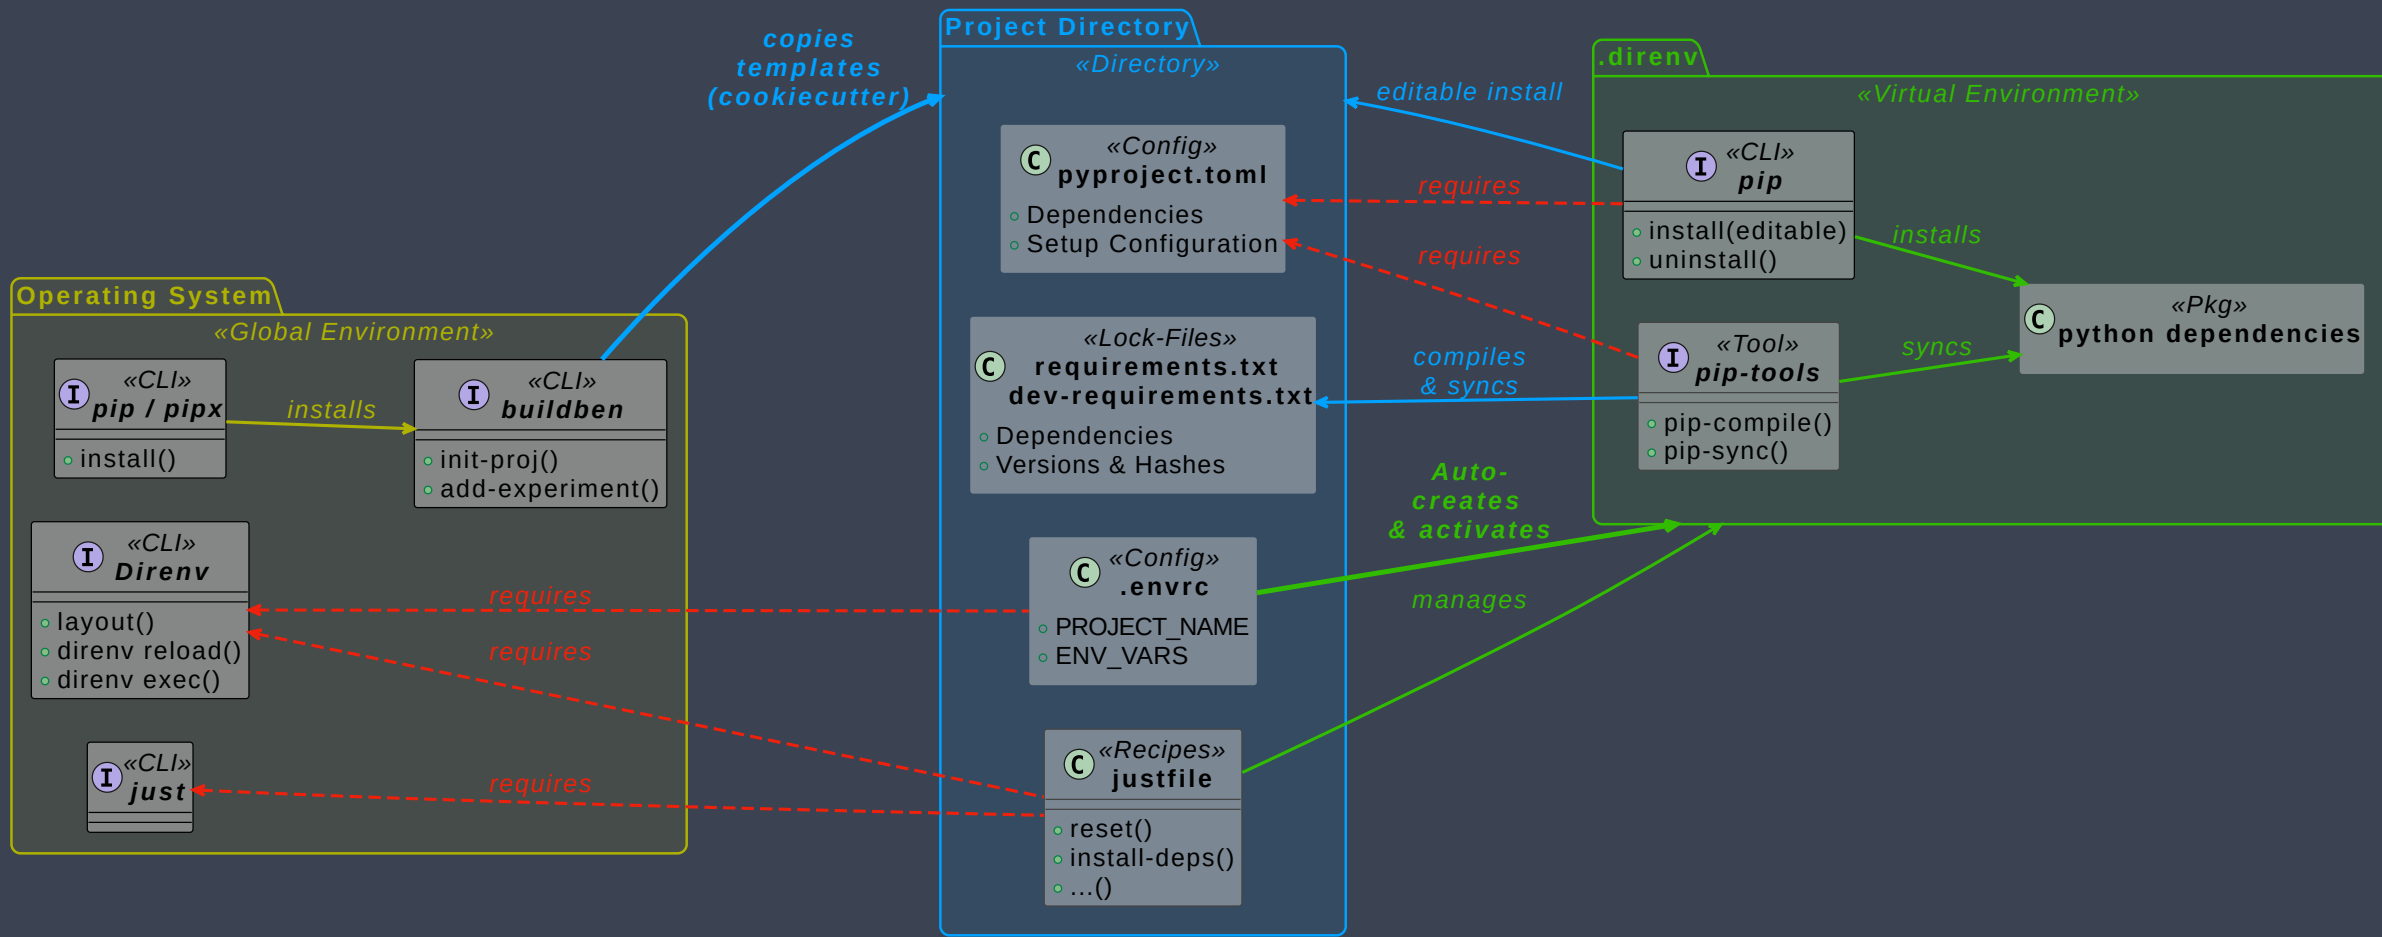 Operating System
«Global Environment»
I
«CLI»
pip / pipx
install()
installs
I
«CLI»
buildben
init-proj()
add-experiment()
I
«CLI»
Direnv
layout()
direnv reload()
direnv exec()
I
«CLI»
just
copies
templates
(cookiecutter)
requires
requires
requires
Project Directory
«Directory»
C
«Config»
pyproject.toml
Dependencies
Setup Configuration
C
«Lock-Files»
requirements.txt
dev-requirements.txt
Dependencies
Versions & Hashes
C
«Config»
.envrc
PROJECT_NAME
ENV_VARS
C
«Recipes»
justfile
reset()
install-deps()
...()
editable install
requires
requires
compiles
& syncs
Auto-
creates
& activates
manages
.direnv
«Virtual Environment»
I
«CLI»
pip
install(editable)
uninstall()
I
«Tool»
pip-tools
pip-compile()
pip-sync()
installs
syncs
C
«Pkg»
python dependencies